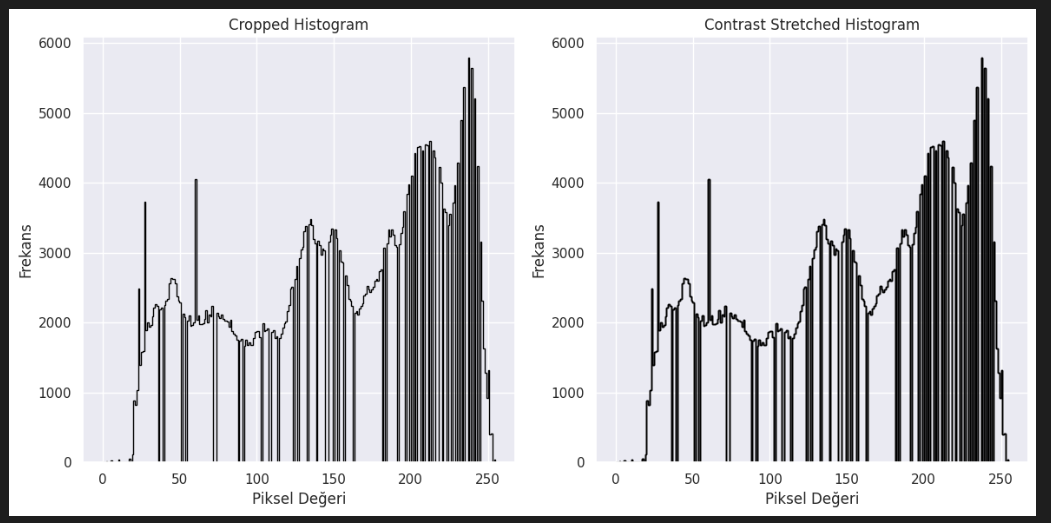 Cropped Histogram
6000
5000
4000
3000
2000
1000
0
Frekans
0 50 100 150 200 250
Piksel Değeri
Contrast Stretched Histogram
6000
5000
4000
3000
2000
1000
0
Frekans
0 50 100 150 200 250
Piksel Değeri